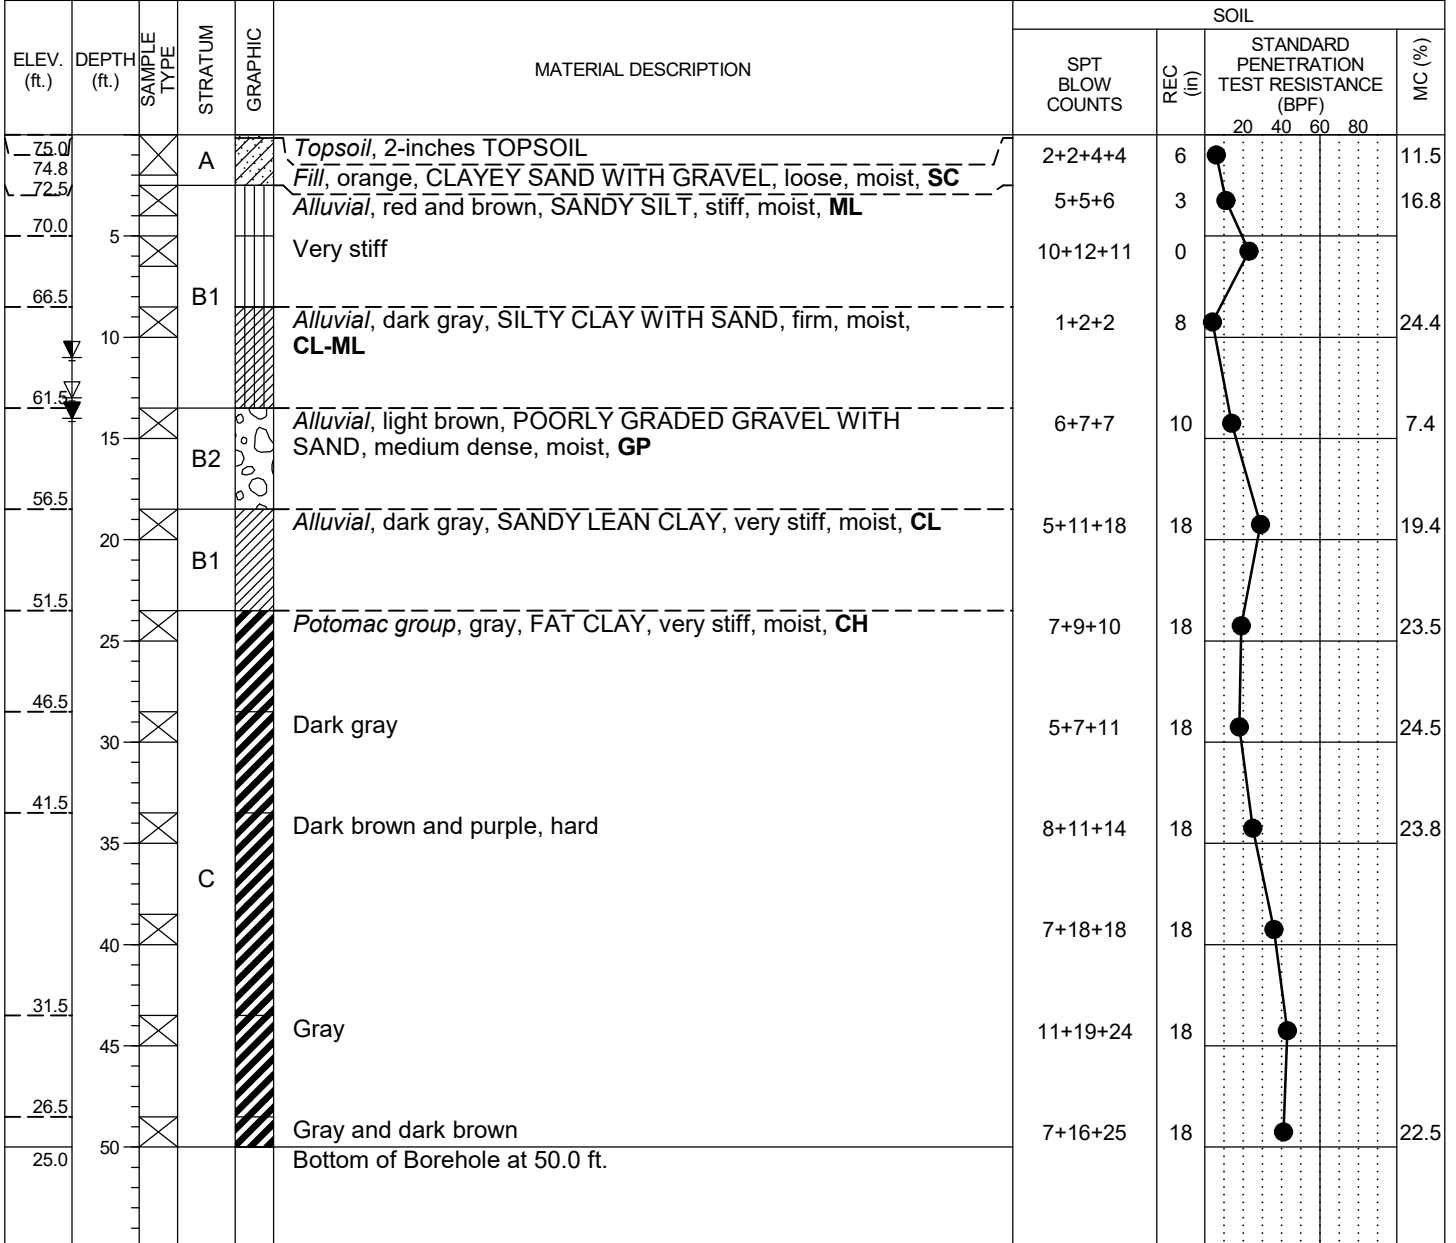 SOIL
ELEV. (ft.)
DEPTH (ft.)
SAMPLE TYPE
STRATUM
GRAPHIC
MATERIAL DESCRIPTION
SPT BLOW COUNTS
REC (in)
STANDARD PENETRATION TEST RESISTANCE (BPF)
20 40 60 80
MC (%)
75.0 Topsoil, 2-inches TOPSOIL
A 2+2+4+4 6 11.5
74.8 Fill, orange, CLAYEY SAND WITH GRAVEL, loose, moist, SC
72.5 Alluvial, red and brown, SANDY SILT, stiff, moist, ML 5+5+6 3 16.8
70.0 5 Very stiff 10+12+11 0
B1
66.5 Alluvial, dark gray, SILTY CLAY WITH SAND, firm, moist, 1+2+2 8 24.4
10 CL-ML
61.5 Alluvial, light brown, POORLY GRADED GRAVEL WITH 6+7+7 10 7.4
15 SAND, medium dense, moist, GP
B2
56.5 Alluvial, dark gray, SANDY LEAN CLAY, very stiff, moist, CL 5+11+18 18 19.4
20
B1
51.5 Potomac group, gray, FAT CLAY, very stiff, moist, CH 7+9+10 18 23.5
25
46.5 Dark gray 5+7+11 18 24.5
30
41.5 Dark brown and purple, hard 8+11+14 18 23.8
35
C
7+18+18 18
40
31.5 Gray 11+19+24 18
45
26.5 Gray and dark brown 7+16+25 18 22.5
50
25.0 Bottom of Borehole at 50.0 ft.